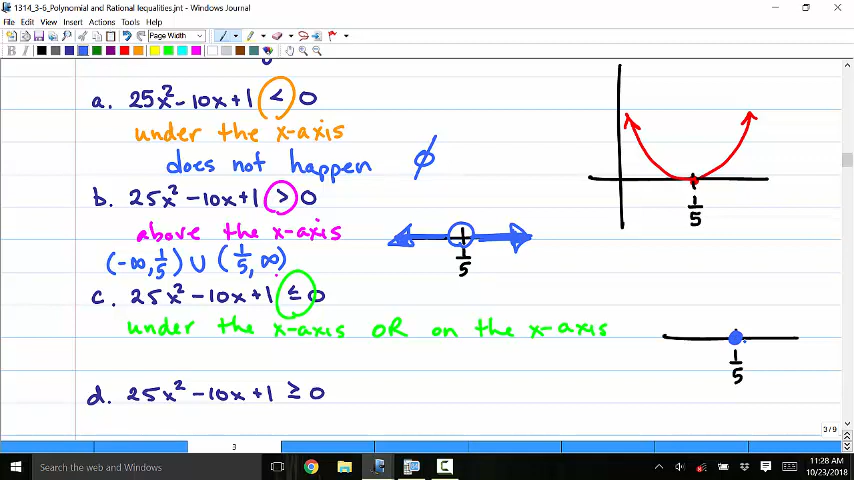 1314_3-6_Polynomial and Rational Iequalities.jnt - Windows Journal
File Edit View Insert Actions Tools Help
Page Width
B I
a. 25x² - 10x + 1 < 0
under the x-axis
does not happen ∅
b. 25x² - 10x + 1 > 0
above the x-axis
(-∞, 1/5) ∪ (1/5, ∞)
1/5
1/5
c. 25x² - 10x + 1 ≤ 0
under the x-axis OR on the x-axis
1/5
d. 25x² - 10x + 1 ≥ 0
3/9
3
Search the web and Windows
11:28 AM
10/23/2018